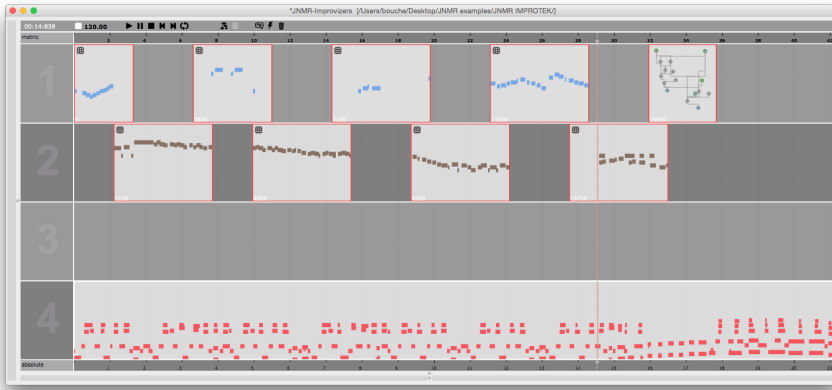 *JNMR-Improvizers [/Users/bouche/Desktop/JNMR examples/JNMR IMPROTEK/]
00:14:838 120.00
metric 2 4 6 8 10 12 14 16 18 20 22 24 26 28 30 32 34 36 38 40 42
1
2
3
4
absolute 1 2 3 4 5 6 7 8 9 10 11 12 13 14 15 16 17 18 19 20 21